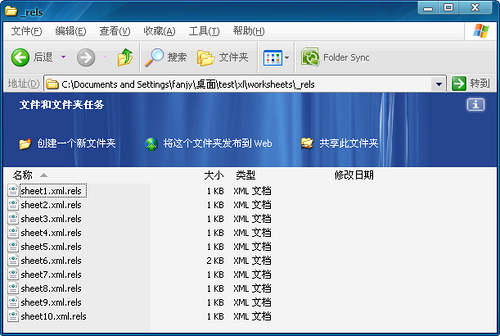 _rels
文件(F) 编辑(E) 查看(V) 收藏(A) 工具(T) 帮助(H)
后退 搜索 文件夹 Folder Sync
地址(D) C:\Documents and Settings\fanjy\桌面\test\xl\worksheets\_rels 转到
文件和文件夹任务
创建一个新文件夹 将这个文件夹发布到 Web 共享此文件夹
名称 大小 类型 修改日期
sheet1.xml.rels 1 KB XML 文档
sheet2.xml.rels 1 KB XML 文档
sheet3.xml.rels 1 KB XML 文档
sheet4.xml.rels 1 KB XML 文档
sheet5.xml.rels 1 KB XML 文档
sheet6.xml.rels 2 KB XML 文档
sheet7.xml.rels 1 KB XML 文档
sheet8.xml.rels 1 KB XML 文档
sheet9.xml.rels 1 KB XML 文档
sheet10.xml.rels 1 KB XML 文档